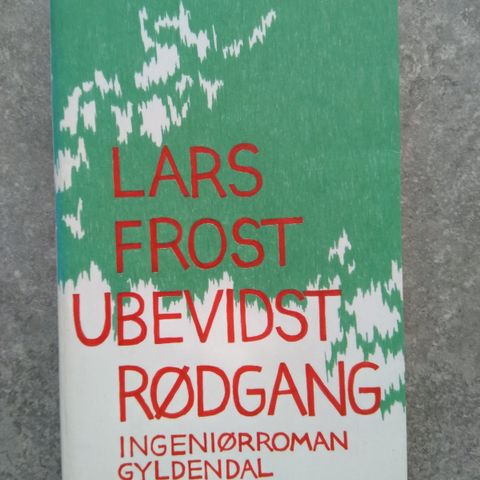 LARS
FROST
UBEVIDST
RØDGANG
INGENIØRROMAN
GYLDENDAL